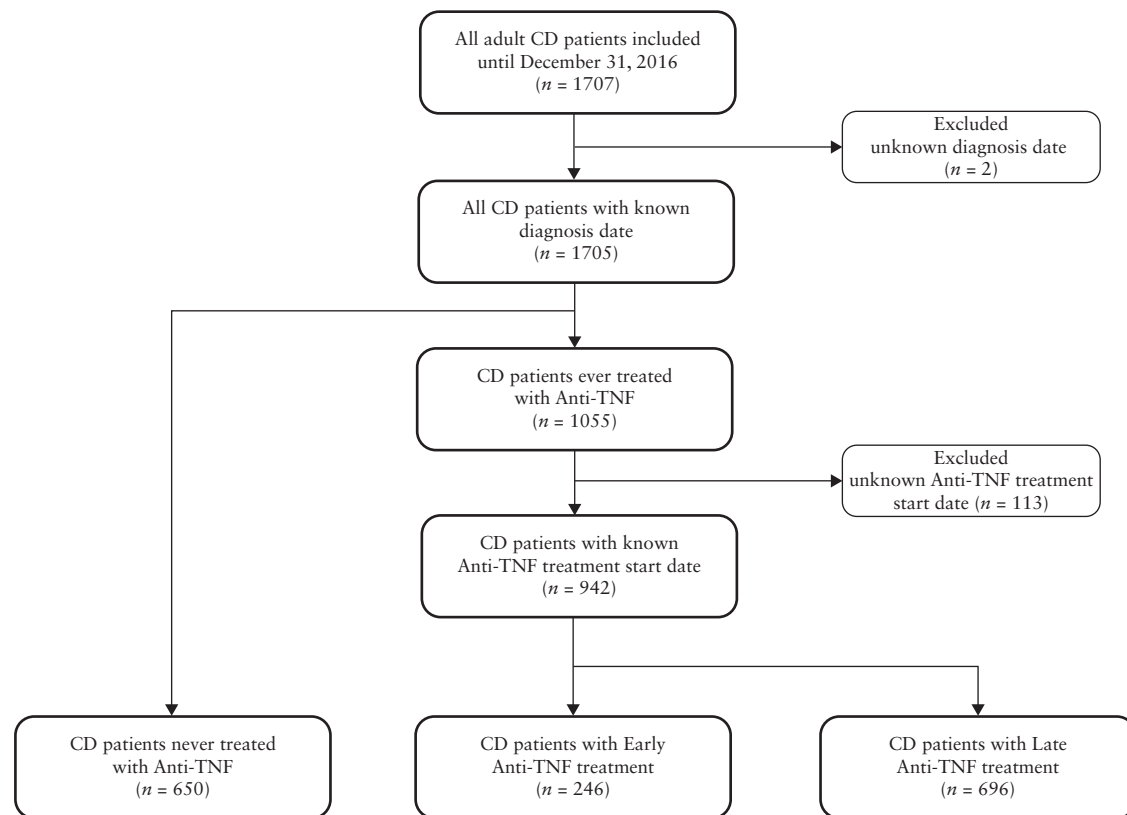 All adult CD patients included
until December 31, 2016
(n = 1707)
Excluded
unknown diagnosis date
(n = 2)
All CD patients with known
diagnosis date
(n = 1705)
CD patients ever treated
with Anti-TNF
(n = 1055)
Excluded
unknown Anti-TNF treatment
start date (n = 113)
CD patients with known
Anti-TNF treatment start date
(n = 942)
CD patients never treated
with Anti-TNF
(n = 650)
CD patients with Early
Anti-TNF treatment
(n = 246)
CD patients with Late
Anti-TNF treatment
(n = 696)